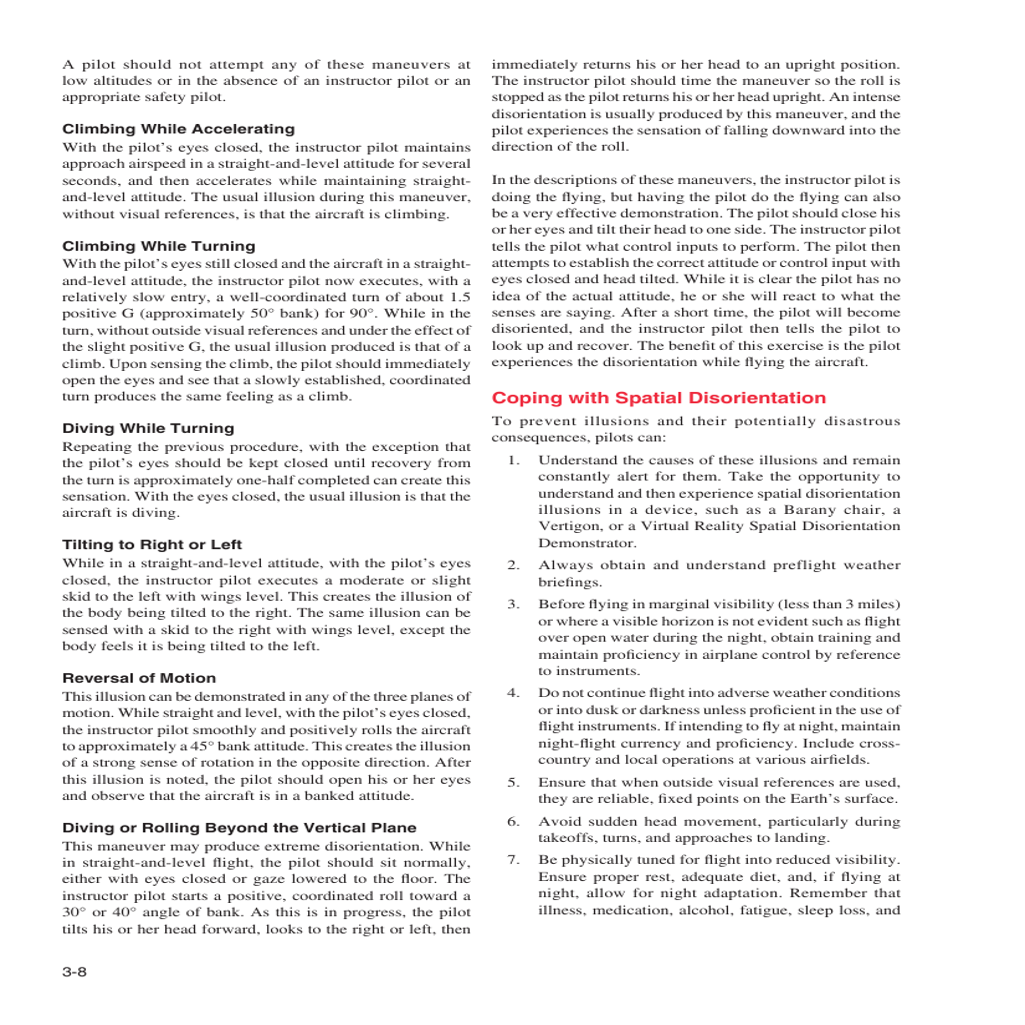 A pilot should not attempt any of these maneuvers at
low altitudes or in the absence of an instructor pilot or an
appropriate safety pilot.
Climbing While Accelerating
With the pilot’s eyes closed, the instructor pilot maintains
approach airspeed in a straight-and-level attitude for several
seconds, and then accelerates while maintaining straight-
and-level attitude. The usual illusion during this maneuver,
without visual references, is that the aircraft is climbing.
Climbing While Turning
With the pilot’s eyes still closed and the aircraft in a straight-
and-level attitude, the instructor pilot now executes, with a
relatively slow entry, a well-coordinated turn of about 1.5
positive G (approximately 50° bank) for 90°. While in the
turn, without outside visual references and under the effect of
the slight positive G, the usual illusion produced is that of a
climb. Upon sensing the climb, the pilot should immediately
open the eyes and see that a slowly established, coordinated
turn produces the same feeling as a climb.
Diving While Turning
Repeating the previous procedure, with the exception that
the pilot’s eyes should be kept closed until recovery from
the turn is approximately one-half completed can create this
sensation. With the eyes closed, the usual illusion is that the
aircraft is diving.
Tilting to Right or Left
While in a straight-and-level attitude, with the pilot’s eyes
closed, the instructor pilot executes a moderate or slight
skid to the left with wings level. This creates the illusion of
the body being tilted to the right. The same illusion can be
sensed with a skid to the right with wings level, except the
body feels it is being tilted to the left.
Reversal of Motion
This illusion can be demonstrated in any of the three planes of
motion. While straight and level, with the pilot’s eyes closed,
the instructor pilot smoothly and positively rolls the aircraft
to approximately a 45° bank attitude. This creates the illusion
of a strong sense of rotation in the opposite direction. After
this illusion is noted, the pilot should open his or her eyes
and observe that the aircraft is in a banked attitude.
Diving or Rolling Beyond the Vertical Plane
This maneuver may produce extreme disorientation. While
in straight-and-level flight, the pilot should sit normally,
either with eyes closed or gaze lowered to the floor. The
instructor pilot starts a positive, coordinated roll toward a
30° or 40° angle of bank. As this is in progress, the pilot
tilts his or her head forward, looks to the right or left, then
immediately returns his or her head to an upright position.
The instructor pilot should time the maneuver so the roll is
stopped as the pilot returns his or her head upright. An intense
disorientation is usually produced by this maneuver, and the
pilot experiences the sensation of falling downward into the
direction of the roll.
In the descriptions of these maneuvers, the instructor pilot is
doing the flying, but having the pilot do the flying can also
be a very effective demonstration. The pilot should close his
or her eyes and tilt their head to one side. The instructor pilot
tells the pilot what control inputs to perform. The pilot then
attempts to establish the correct attitude or control input with
eyes closed and head tilted. While it is clear the pilot has no
idea of the actual attitude, he or she will react to what the
senses are saying. After a short time, the pilot will become
disoriented, and the instructor pilot then tells the pilot to
look up and recover. The benefit of this exercise is the pilot
experiences the disorientation while flying the aircraft.
Coping with Spatial Disorientation
To prevent illusions and their potentially disastrous
consequences, pilots can:
1. Understand the causes of these illusions and remain
constantly alert for them. Take the opportunity to
understand and then experience spatial disorientation
illusions in a device, such as a Barany chair, a
Vertigon, or a Virtual Reality Spatial Disorientation
Demonstrator.
2. Always obtain and understand preflight weather
briefings.
3. Before flying in marginal visibility (less than 3 miles)
or where a visible horizon is not evident such as flight
over open water during the night, obtain training and
maintain proficiency in airplane control by reference
to instruments.
4. Do not continue flight into adverse weather conditions
or into dusk or darkness unless proficient in the use of
flight instruments. If intending to fly at night, maintain
night-flight currency and proficiency. Include cross-
country and local operations at various airfields.
5. Ensure that when outside visual references are used,
they are reliable, fixed points on the Earth’s surface.
6. Avoid sudden head movement, particularly during
takeoffs, turns, and approaches to landing.
7. Be physically tuned for flight into reduced visibility.
Ensure proper rest, adequate diet, and, if flying at
night, allow for night adaptation. Remember that
illness, medication, alcohol, fatigue, sleep loss, and
3-8